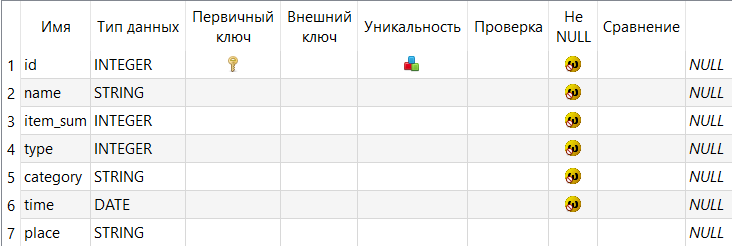 Имя Тип данных Первичный ключ Внешний ключ Уникальность Проверка Не NULL Сравнение
1 id INTEGER NULL
2 name STRING NULL
3 item_sum INTEGER NULL
4 type INTEGER NULL
5 category STRING NULL
6 time DATE NULL
7 place STRING NULL